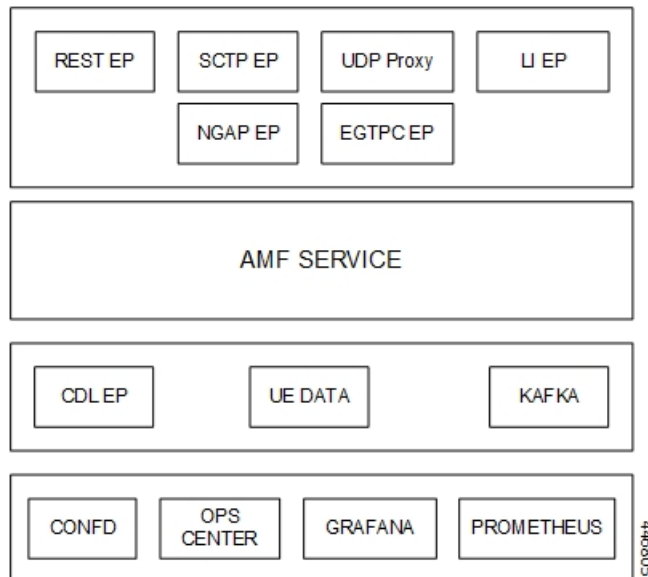 REST EP
SCTP EP
UDP Proxy
LI EP
NGAP EP
EGTPC EP
AMF SERVICE
CDL EP
UE DATA
KAFKA
CONFD
OPS
CENTER
GRAFANA
PROMETHEUS
446805